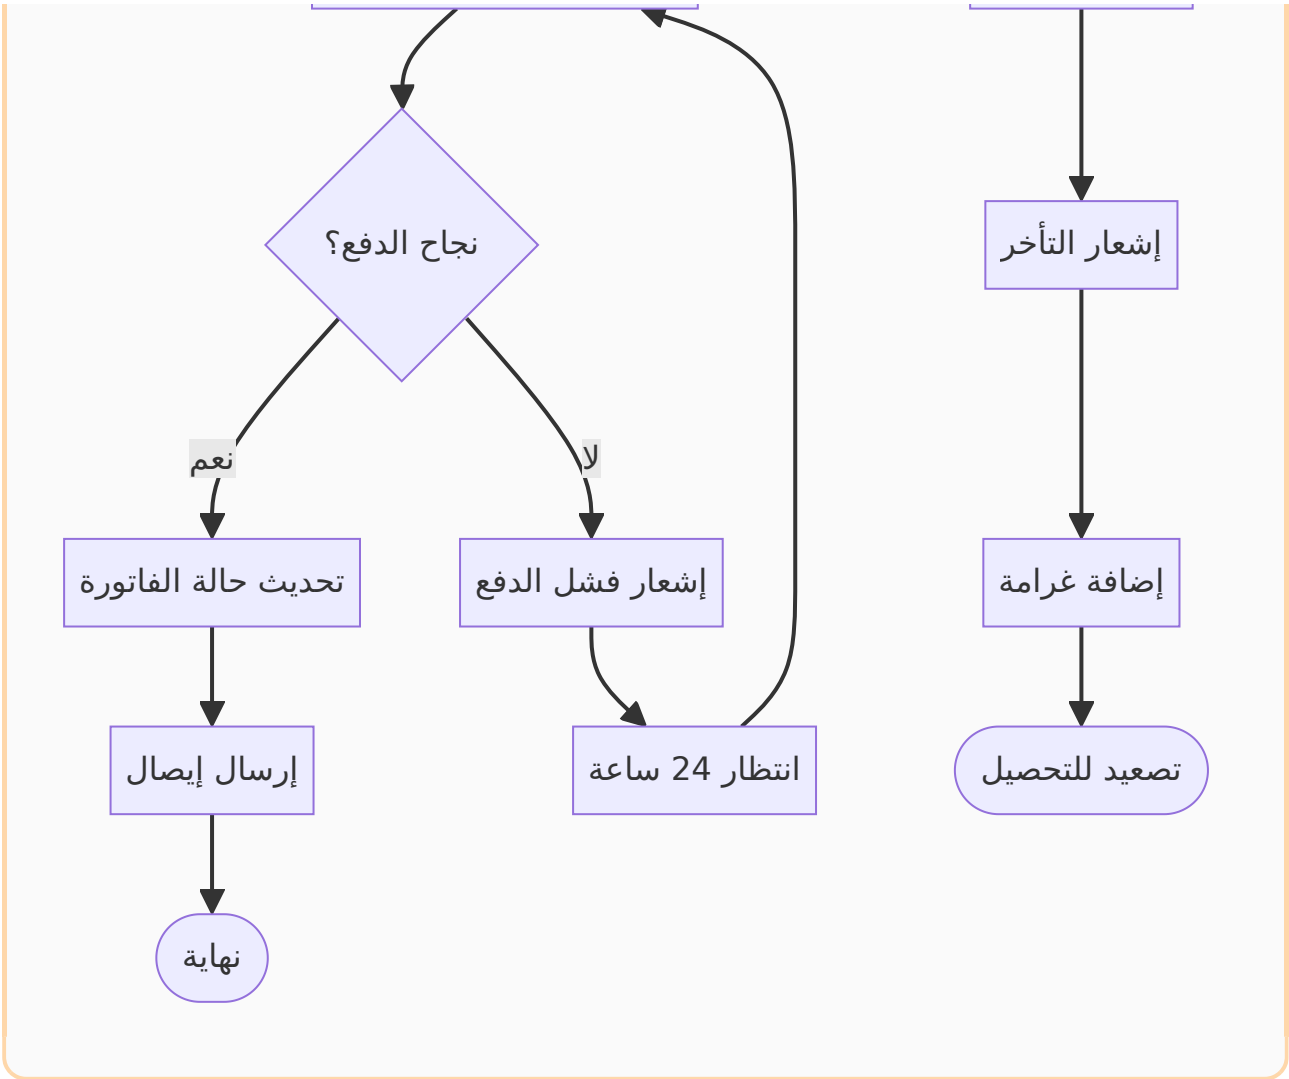 نجاح الدفع؟
إشعار التأخر
نعم
لا
تحديث حالة الفاتورة
إشعار فشل الدفع
إضافة غرامة
إرسال إيصال
انتظار 24 ساعة
تصعيد للتحصيل
نهاية